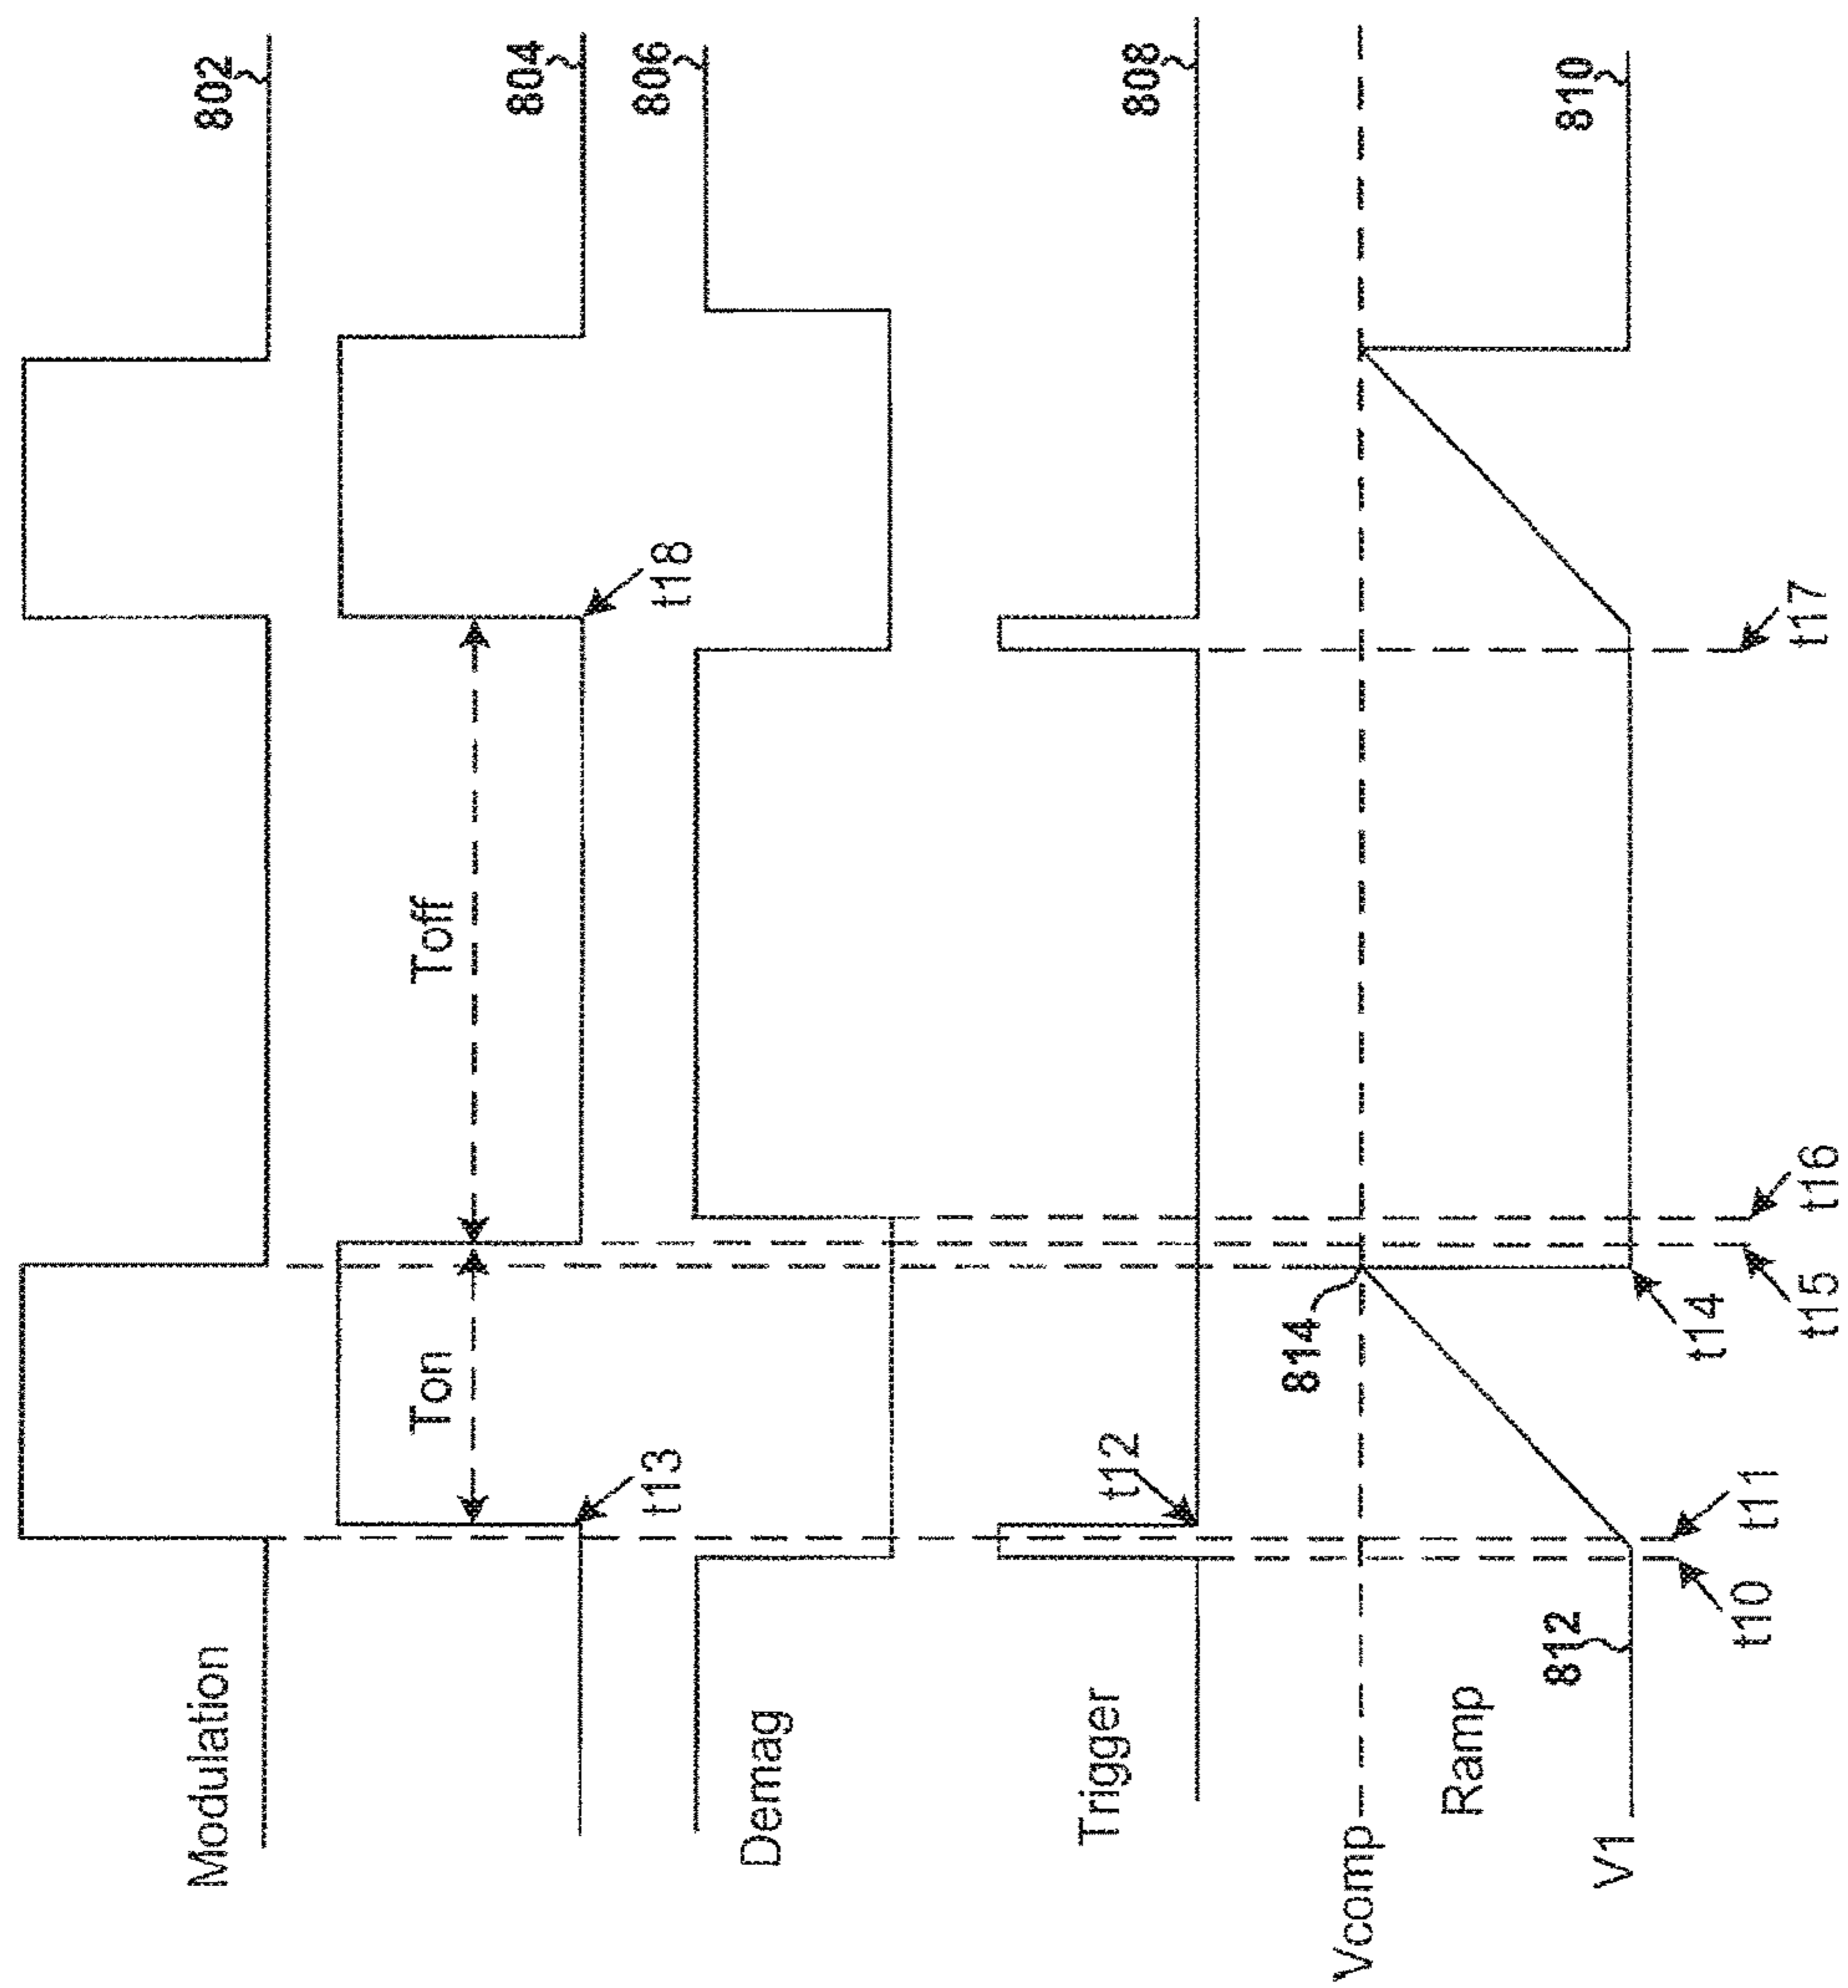 Modulation
802
Ton
Toff
804
t13
t18
Demag
806
Trigger
t12
808
Vcomp
814
Ramp
812
V1
810
t10
t11
t14
t15
t16
t17